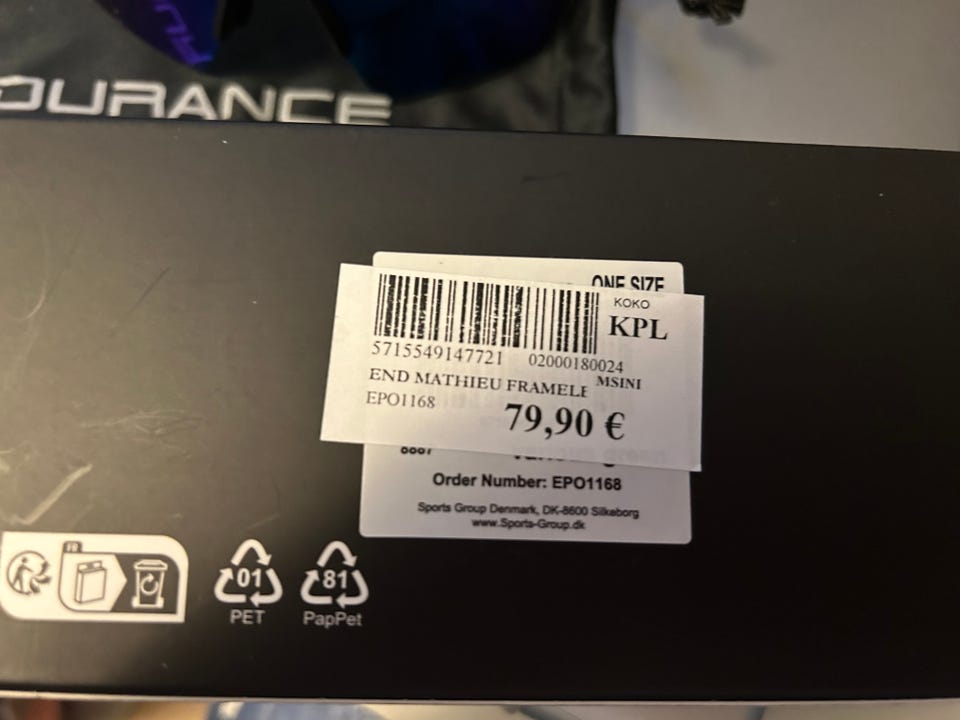 DURANCE
ONE SIZE
KOKO
KPL
5715549147721 02000180024
END MATHIEU FRAMELE MSINI
EPO1168
79,90 €
8887
Order Number: EPO1168
Sports Group Denmark, DK-8600 Silkeborg
www.Sports-Group.dk
FR
01
PET
81
PapPet